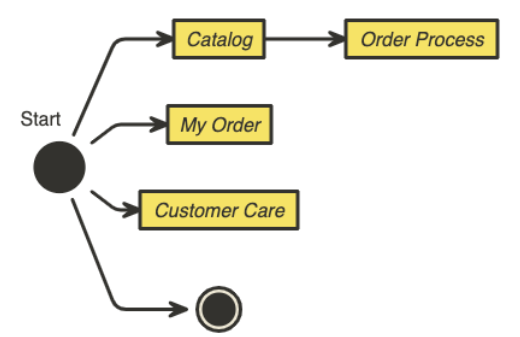 Catalog
Order Process
Start
My Order
Customer Care